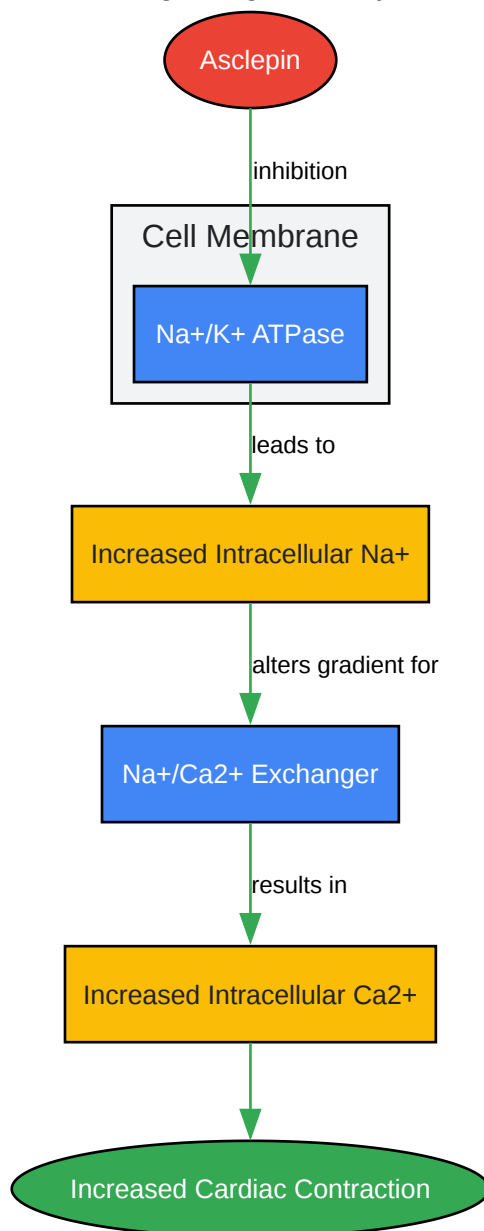 Asclepin
inhibition
Cell Membrane
Na+/K+ ATPase
leads to
Increased Intracellular Na+
alters gradient for
Na+/Ca2+ Exchanger
results in
Increased Intracellular Ca2+
Increased Cardiac Contraction